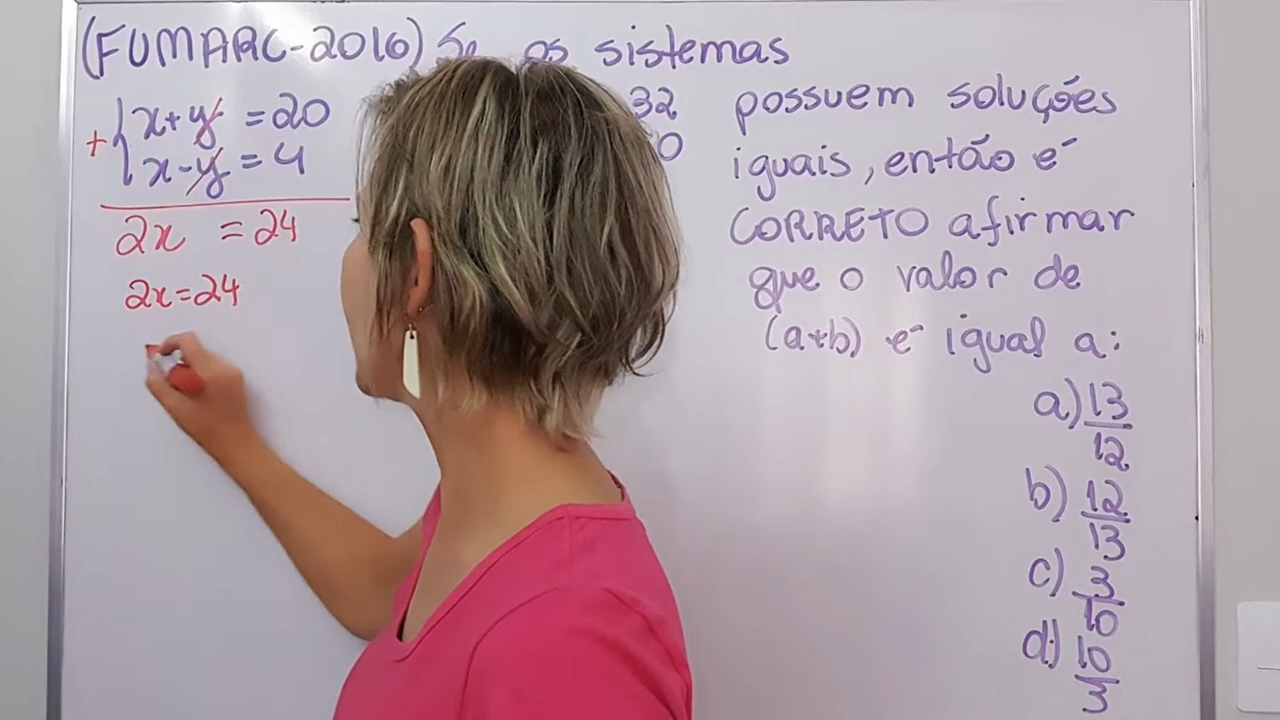 (FUMARC-2016) Se os sistemas
x+y = 20
x-y = 4
+
32
0
possuem soluções
iguais, então é
CORRETO afirmar
que o valor de
(a+b) é igual a:
2x = 24
2x=24
a) 13/12
b) 12/13
c) 3/10
d) 10/3